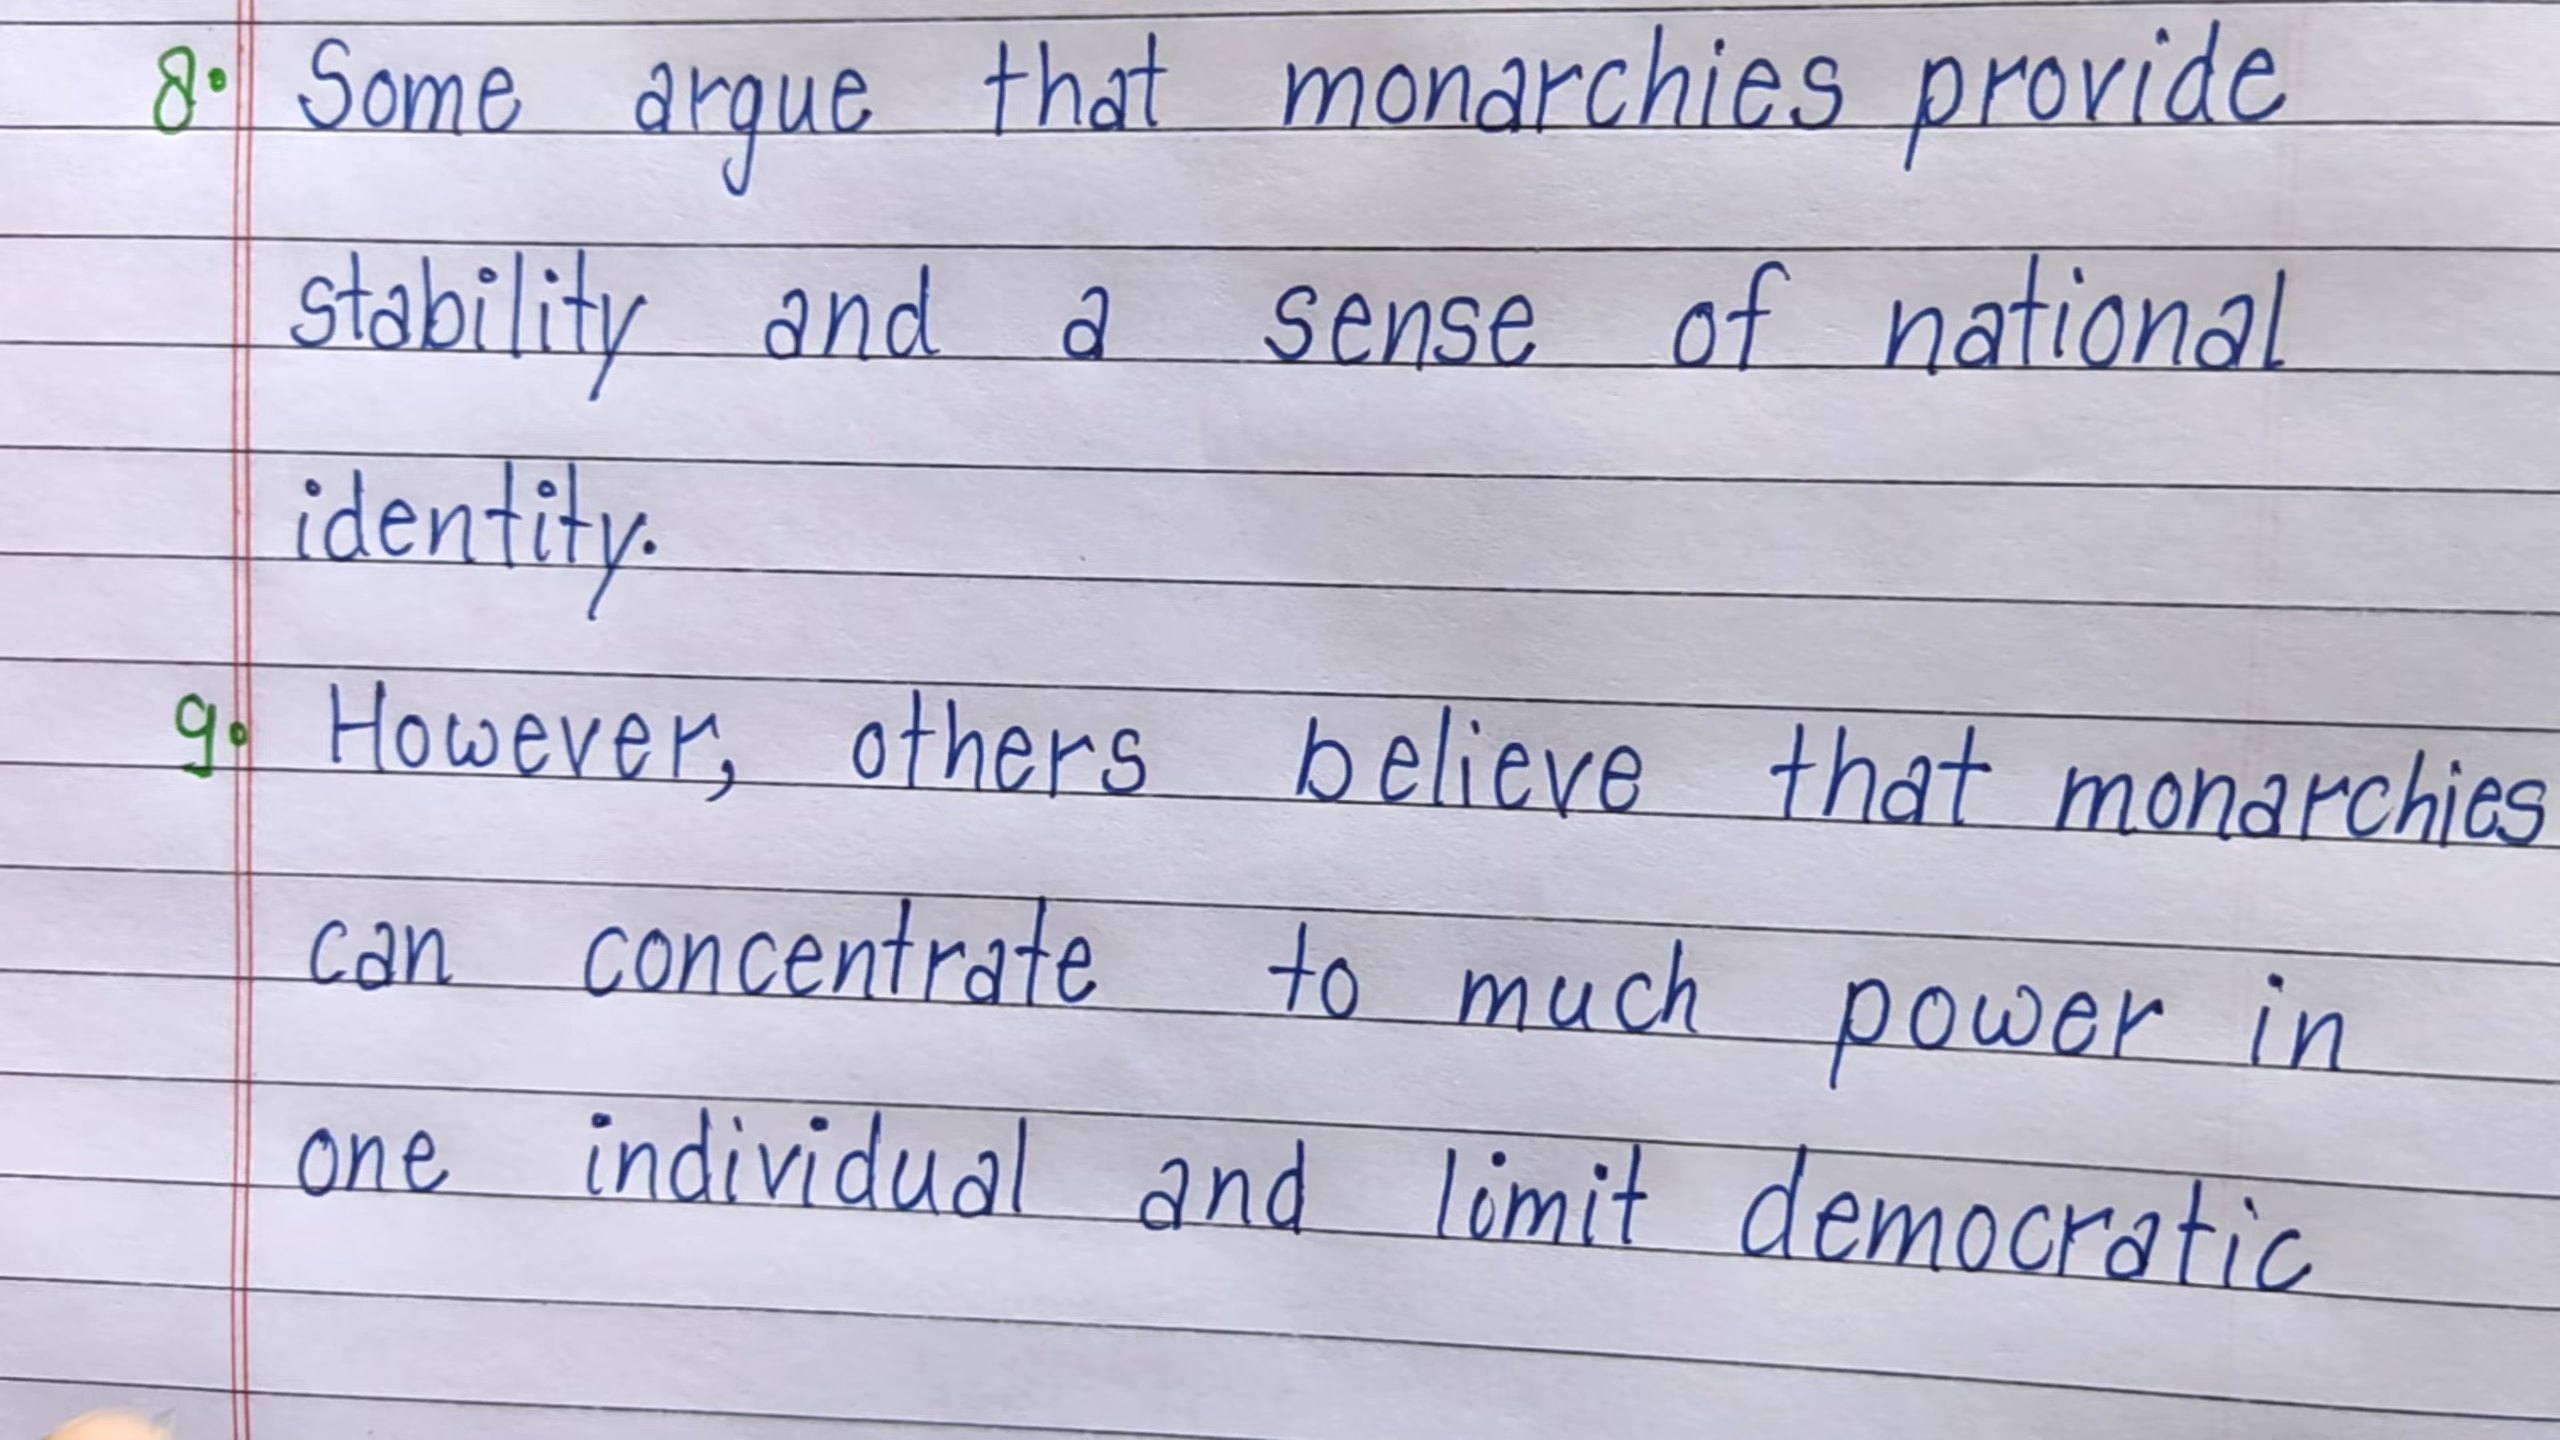 8. Some argue that monarchies provide
stability and a sense of national
identity.
9. However, others believe that monarchies
can concentrate to much power in
one individual and limit democratic